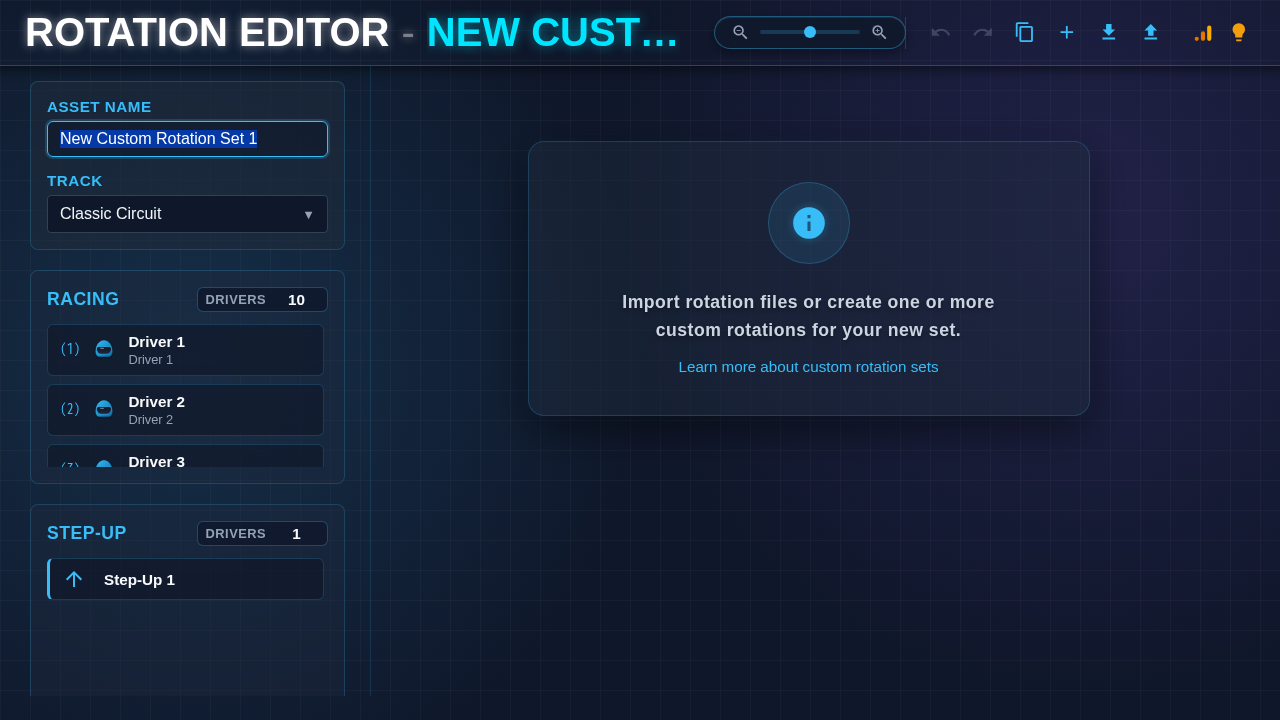 ROTATION EDITOR - NEW CUST...
ASSET NAME
New Custom Rotation Set 1
TRACK
Classic Circuit
RACING
DRIVERS 10
(1) Driver 1
Driver 1
(2) Driver 2
Driver 2
(3) Driver 3
STEP-UP
DRIVERS 1
Step-Up 1
Import rotation files or create one or more
custom rotations for your new set.
Learn more about custom rotation sets